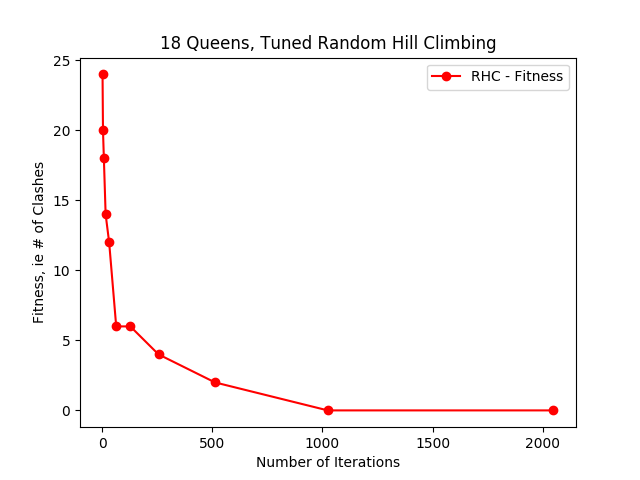 18 Queens, Tuned Random Hill Climbing
RHC - Fitness
25
20
15
10
5
0
Fitness, ie # of Clashes
0 500 1000 1500 2000
Number of Iterations